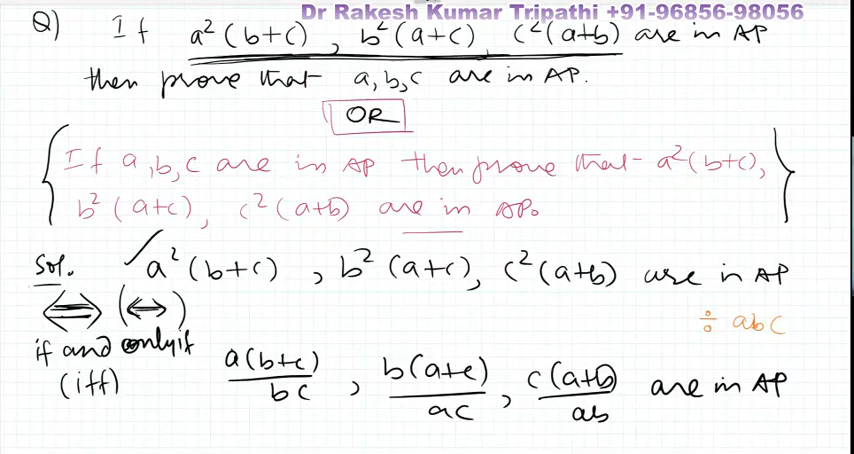 Dr Rakesh Kumar Tripathi +91-96856-98056
Q) If a²(b+c), b²(a+c), c²(a+b) are in AP
then prove that a, b, c are in AP.
OR
{ If a, b, c are in AP then prove that a²(b+c),
b²(a+c), c²(a+b) are in AP. }
Sol. a²(b+c), b²(a+c), c²(a+b) are in AP
⟺ (↔) ÷ abc
if and only if
(iff) a(b+c)/bc, b(a+c)/ac, c(a+b)/ab are in AP